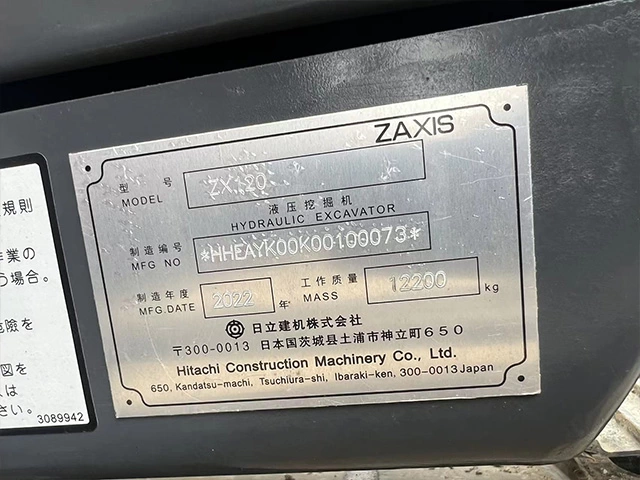 ZAXIS
型 号
MODEL
ZX120
液压挖掘机
HYDRAULIC EXCAVATOR
制造编号
MFG NO
*HHEAYK00K00100073*
制造年度
MFG.DATE
2022 年
工作质量
MASS
12200 kg
日立建机株式会社
〒300-0013 日本国茨城县土浦市神立町650
Hitachi Construction Machinery Co., Ltd.
650, Kandatsu-machi, Tsuchiura-shi, Ibaraki-ken, 300-0013 Japan
規則
作業の
う場合。
危険を
図を
は
さい。
3089942